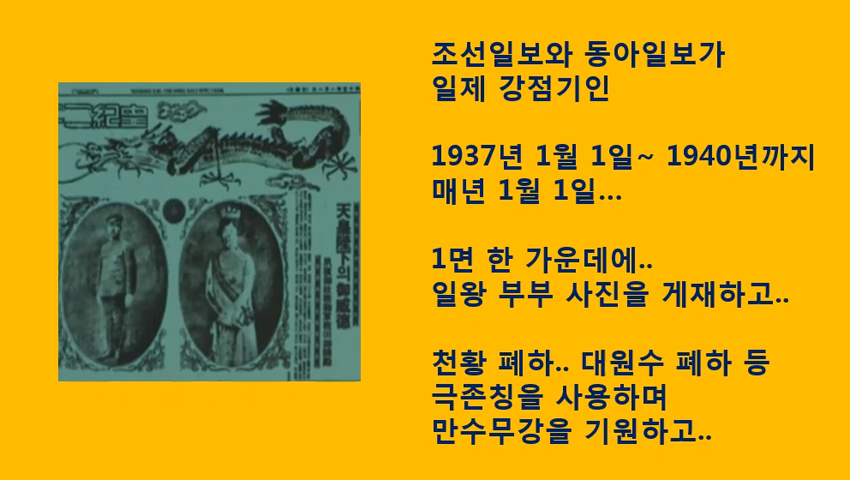 天皇陛下의 御威德
조선일보와 동아일보가
일제 강점기인
1937년 1월 1일~ 1940년까지
매년 1월 1일...
1면 한 가운데에..
일왕 부부 사진을 게재하고..
천황 폐하.. 대원수 폐하 등
극존칭을 사용하며
만수무강을 기원하고..